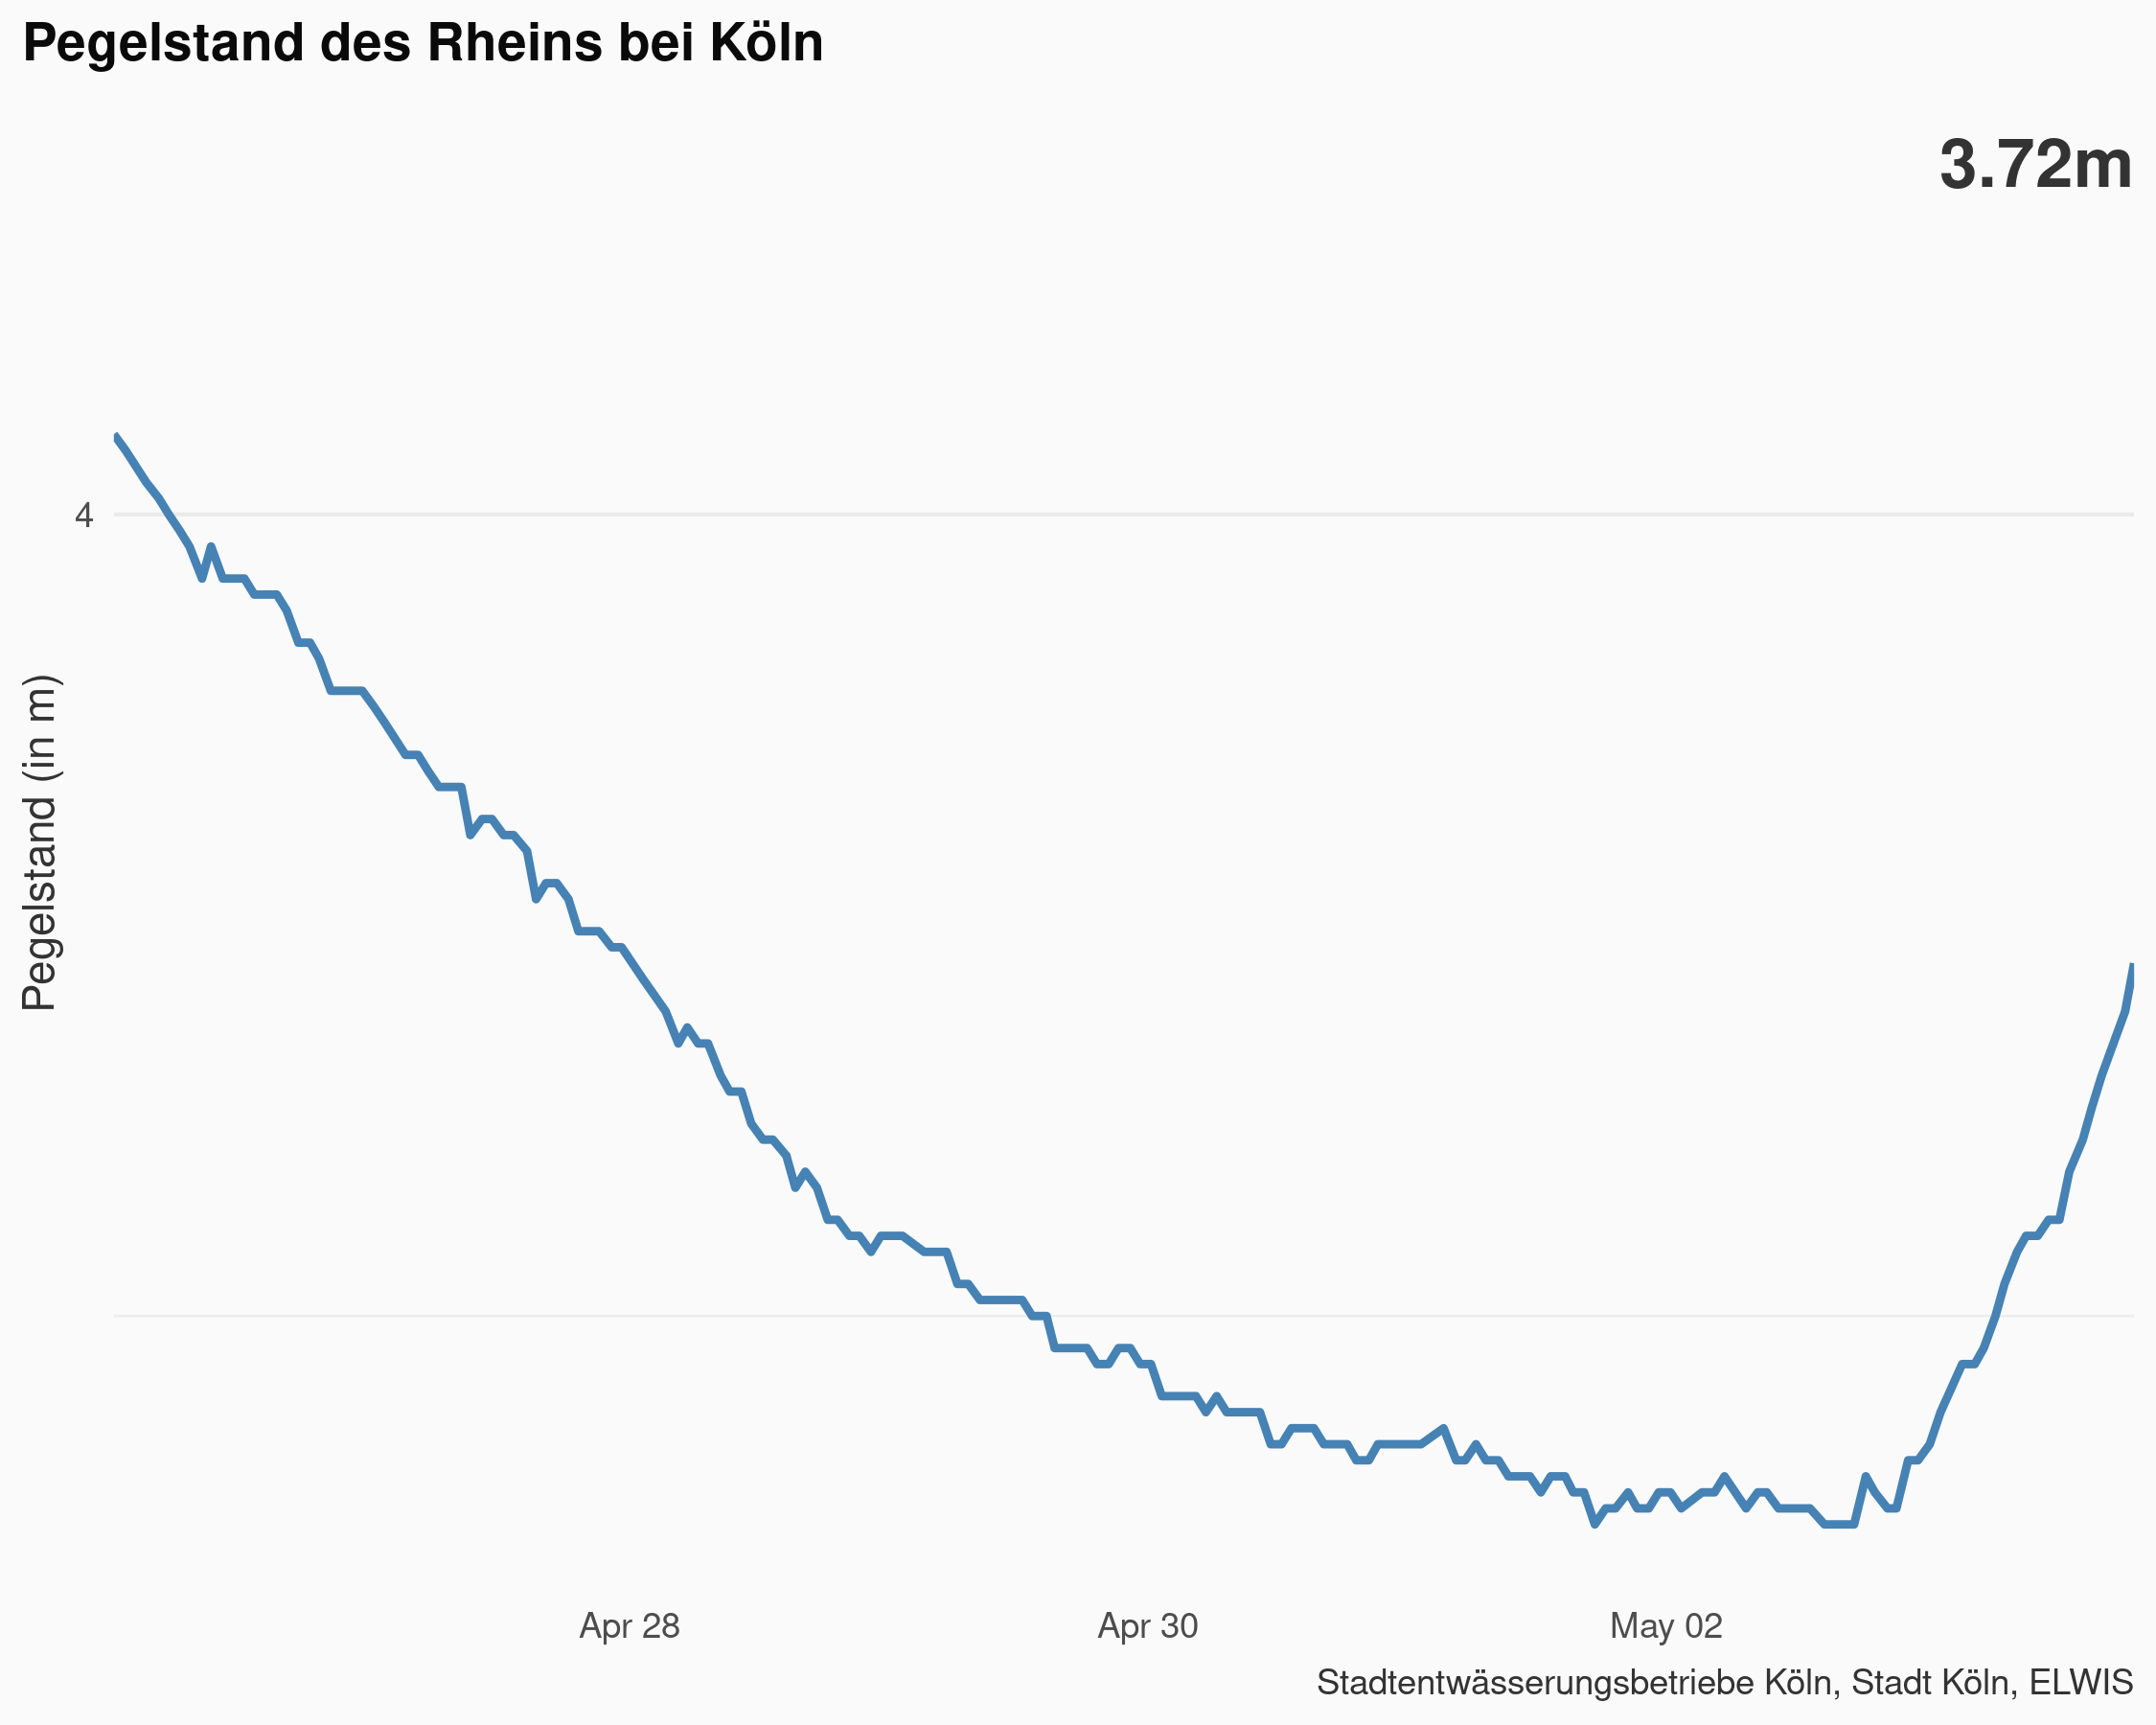 Pegelstand des Rheins bei Köln
3.72m
4
Pegelstand (in m)
Apr 28
Apr 30
May 02
Stadtentwässerungsbetriebe Köln, Stadt Köln, ELWIS